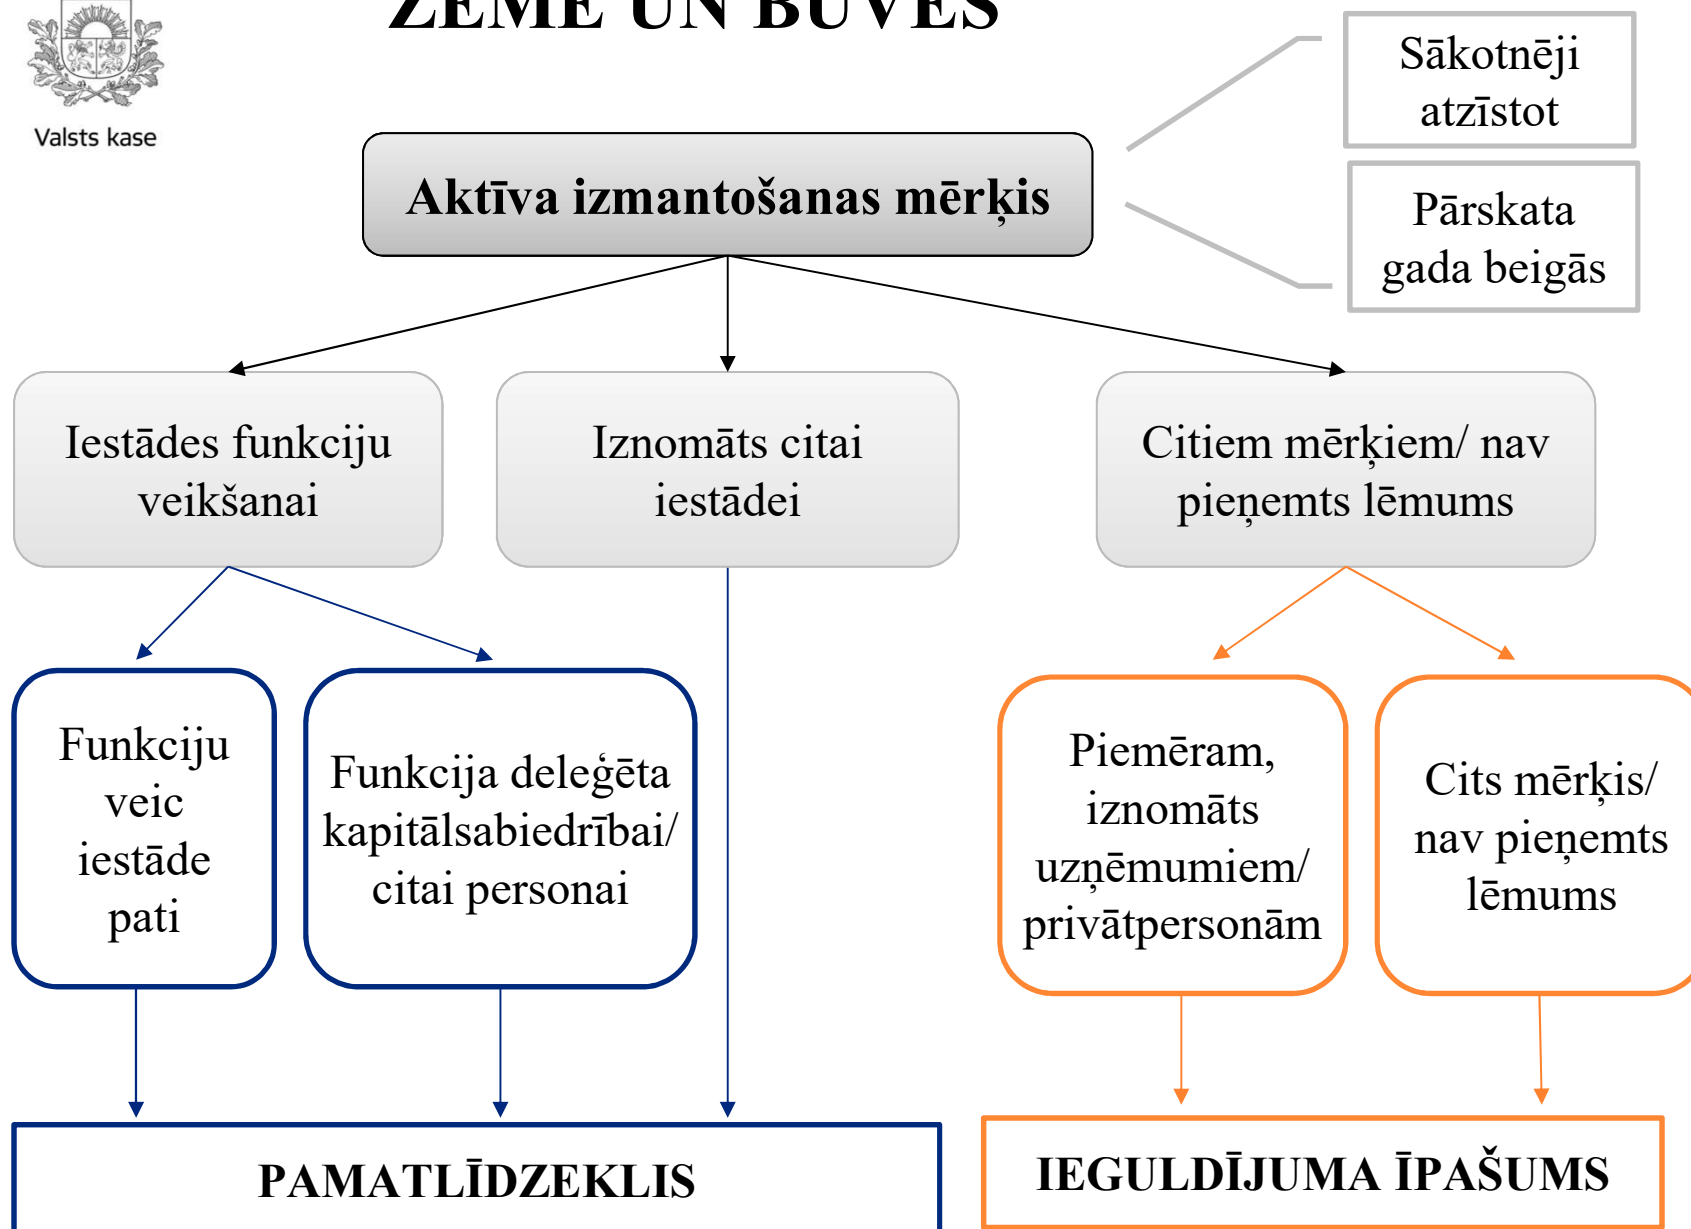 ZEME UN BŪVES
Valsts kase
Sākotnēji
atzīstot
Aktīva izmantošanas mērķis
Pārskata
gada beigās
Iestādes funkciju
veikšanai
Iznomāts citai
iestādei
Citiem mērķiem/ nav
pieņemts lēmums
Funkciju
veic
iestāde
pati
Funkcija deleģēta
kapitālsabiedrībai/
citai personai
Piemēram,
iznomāts
uzņēmumiem/
privātpersonām
Cits mērķis/
nav pieņemts
lēmums
PAMATLĪDZEKLIS
IEGULDĪJUMA ĪPAŠUMS